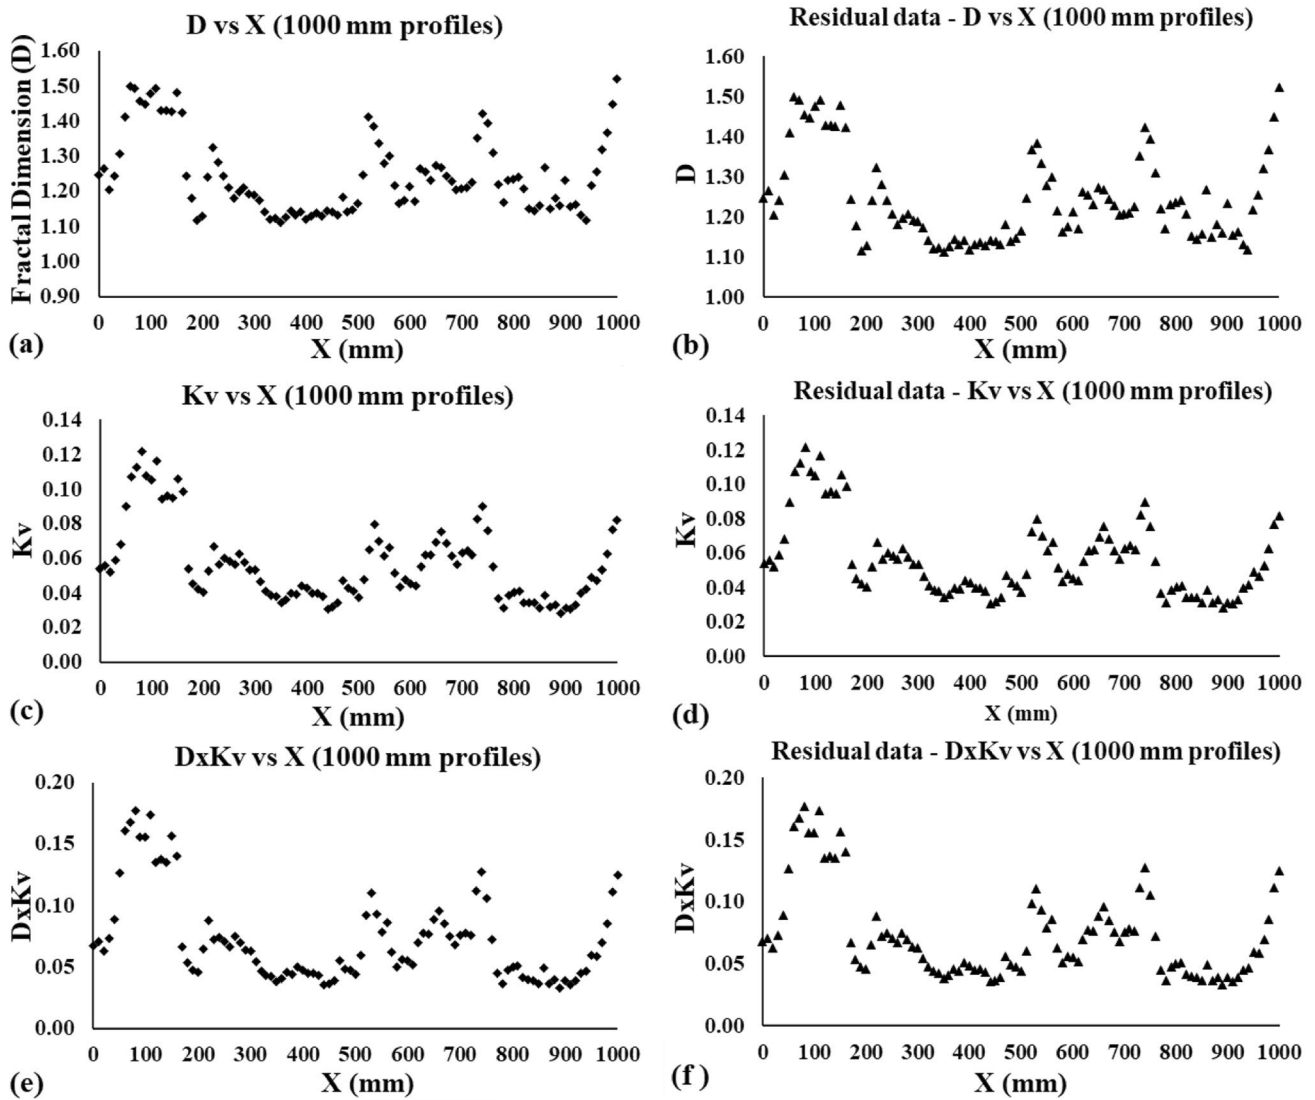 D vs X (1000 mm profiles)
Fractal Dimension (D)
1.60
1.50
1.40
1.30
1.20
1.10
1.00
0.90
0 100 200 300 400 500 600 700 800 900 1000
X (mm)
(a)
Residual data - D vs X (1000 mm profiles)
D
1.60
1.50
1.40
1.30
1.20
1.10
1.00
0 100 200 300 400 500 600 700 800 900 1000
X (mm)
(b)
Kv vs X (1000 mm profiles)
Kv
0.14
0.12
0.10
0.08
0.06
0.04
0.02
0.00
0 100 200 300 400 500 600 700 800 900 1000
X (mm)
(c)
Residual data - Kv vs X (1000 mm profiles)
Kv
0.14
0.12
0.10
0.08
0.06
0.04
0.02
0.00
0 100 200 300 400 500 600 700 800 900 1000
X (mm)
(d)
DxKv vs X (1000 mm profiles)
DxKv
0.20
0.15
0.10
0.05
0.00
0 100 200 300 400 500 600 700 800 900 1000
X (mm)
(e)
Residual data - DxKv vs X (1000 mm profiles)
DxKv
0.20
0.15
0.10
0.05
0.00
0 100 200 300 400 500 600 700 800 900 1000
X (mm)
(f )